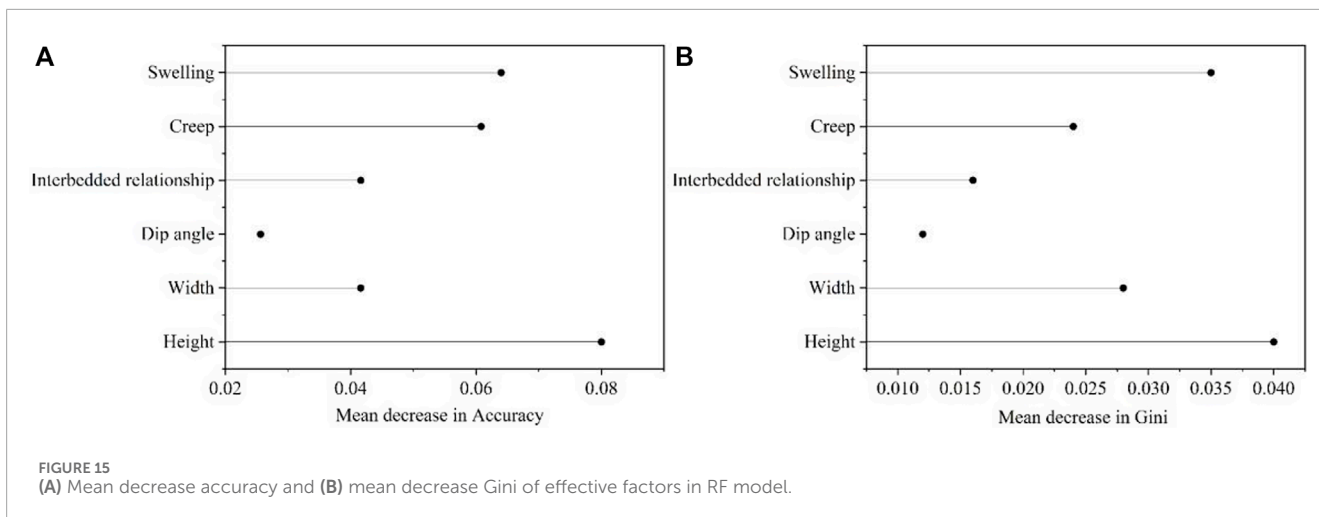 A
Swelling
Creep
Interbedded relationship
Dip angle
Width
Height
0.02 0.04 0.06 0.08
Mean decrease in Accuracy
B
Swelling
Creep
Interbedded relationship
Dip angle
Width
Height
0.010 0.015 0.020 0.025 0.030 0.035 0.040
Mean decrease in Gini
FIGURE 15
(A) Mean decrease accuracy and (B) mean decrease Gini of effective factors in RF model.